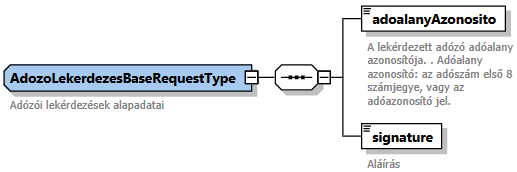 adoalanyAzonosito
A lekérdezett adózó adóalany
azonosítója. . Adóalany
azonosító: az adószám első 8
számjegye, vagy az
adóazonosító jel.
AdozoLekerdezesBaseRequestType
Adózói lekérdezések alapadatai
signature
Aláírás